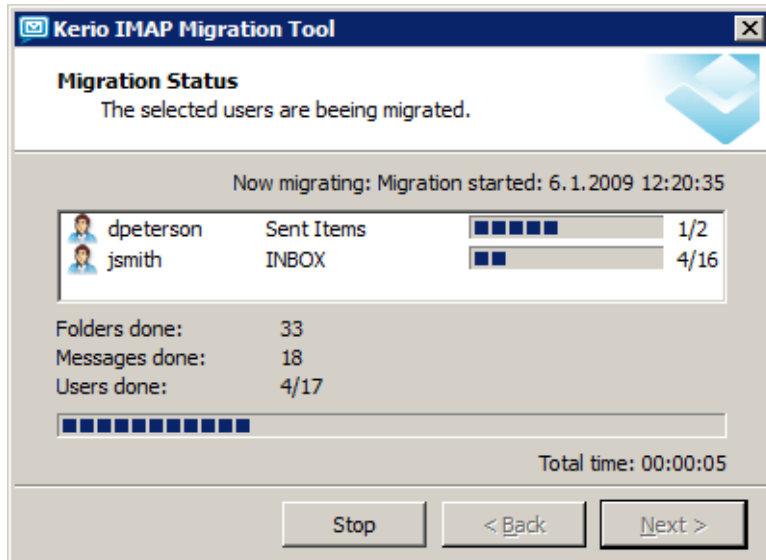 Kerio IMAP Migration Tool
Migration Status
The selected users are beeing migrated.
Now migrating: Migration started: 6.1.2009 12:20:35
dpeterson Sent Items 1/2
jsmith INBOX 4/16
Folders done: 33
Messages done: 18
Users done: 4/17
Total time: 00:00:05
Stop < Back Next >